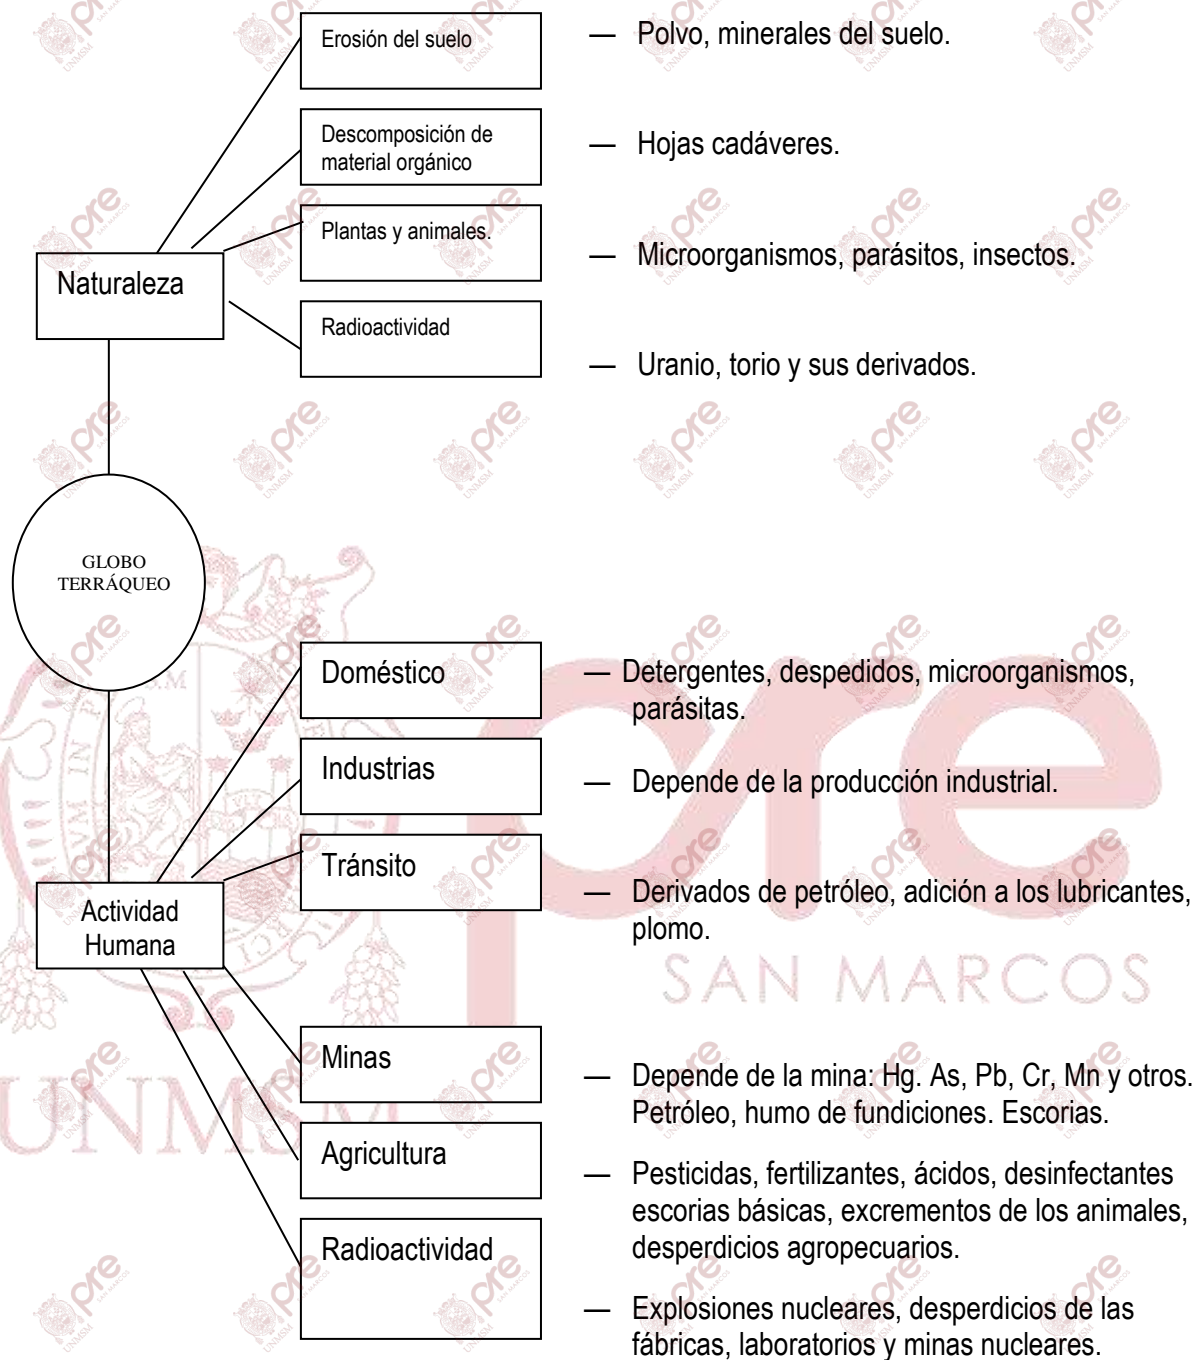 Erosión del suelo
— Polvo, minerales del suelo.
Descomposición de
material orgánico
— Hojas cadáveres.
Plantas y animales.
— Microorganismos, parásitos, insectos.
Naturaleza
Radioactividad
— Uranio, torio y sus derivados.
GLOBO
TERRÁQUEO
Doméstico
— Detergentes, despedidos, microorganismos,
parásitas.
Industrias
— Depende de la producción industrial.
Tránsito
— Derivados de petróleo, adición a los lubricantes,
plomo.
Actividad
Humana
Minas
— Depende de la mina: Hg. As, Pb, Cr, Mn y otros.
Petróleo, humo de fundiciones. Escorias.
Agricultura
— Pesticidas, fertilizantes, ácidos, desinfectantes
escorias básicas, excrementos de los animales,
desperdicios agropecuarios.
Radioactividad
— Explosiones nucleares, desperdicios de las
fábricas, laboratorios y minas nucleares.
pre
SAN MARCOS
UNMSM